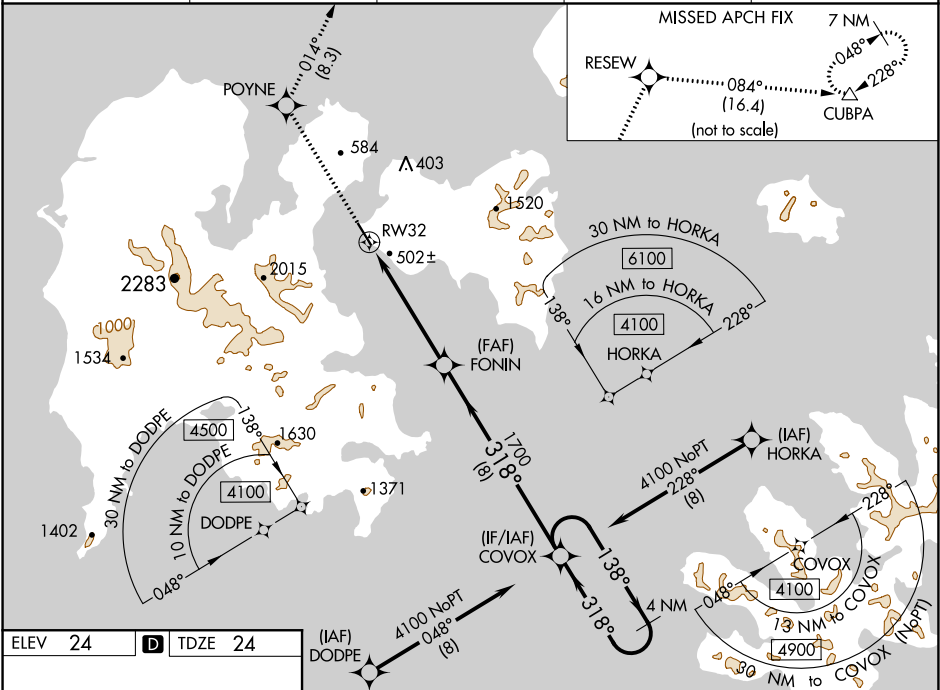 MISSED APCH FIX
7 NM
RESEW
048°
228°
084°
(16.4)
CUBPA
(not to scale)
014°
(8.3)
POYNE
584
403
1520
RW32
502±
2283
2015
1000
1534
30 NM to HORKA
6100
16 NM to HORKA
138°
228°
4100
HORKA
(FAF)
FONIN
30 NM to DODPE
4500
138°
1630
10 NM to DODPE
4100
1371
DODPE
1402
048°
1700
318°
(8)
(IAF)
HORKA
4100 NoPT
228°
(8)
(IF/IAF)
COVOX
138°
318°
4 NM
228°
COVOX
048°
4100
13 NM to COVOX
4900
30 NM to COVOX (NoPT)
4100 NoPT
048°
(8)
(IAF)
DODPE
ELEV 24 D TDZE 24